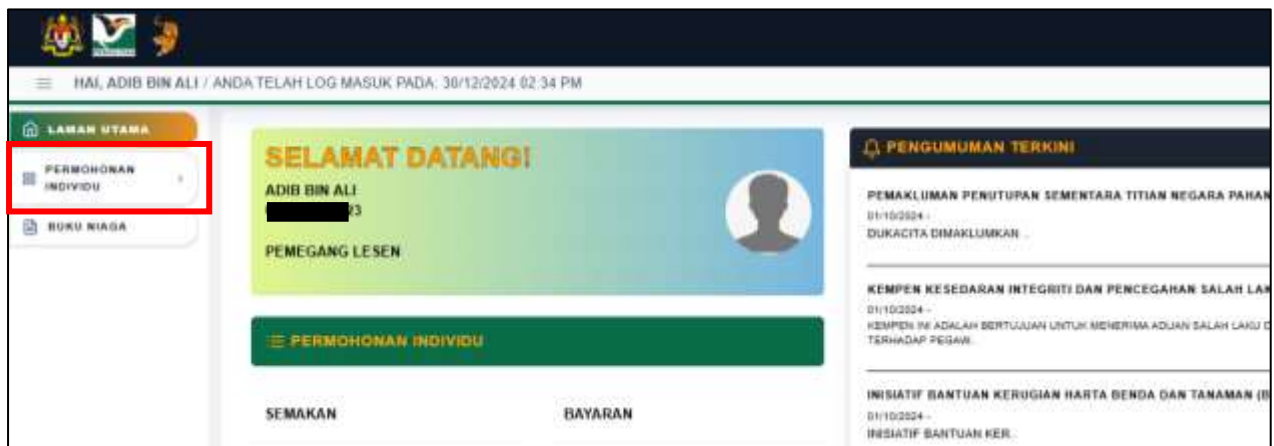 HAI, ADIB BIN ALI / ANDA TELAH LOG MASUK PADA: 30/12/2024 02:34 PM
LAMAN UTAMA
PERMOHONAN
INDIVIDU
BUKU NIAGA
SELAMAT DATANG!
ADIB BIN ALI
23
PEMEGANG LESEN
PERMOHONAN INDIVIDU
SEMAKAN
BAYARAN
PENGUMUMAN TERKINI
PEMAKLUMAN PENUTUPAN SEMENTARA TITIAN NEGARA PAHAN
01/10/2024 -
DUKACITA DIMAKLUMKAN ..
KEMPEN KESEDARAN INTEGRITI DAN PENCEGAHAN SALAH LAK
01/10/2024 -
KEMPEN INI ADALAH BERTUJUAN UNTUK MENERIMA ADUAN SALAH LAKU D
TERHADAP PEGAW..
INISIATIF BANTUAN KERUGIAN HARTA BENDA DAN TANAMAN (B
01/10/2024 -
INISIATIF BANTUAN KER..